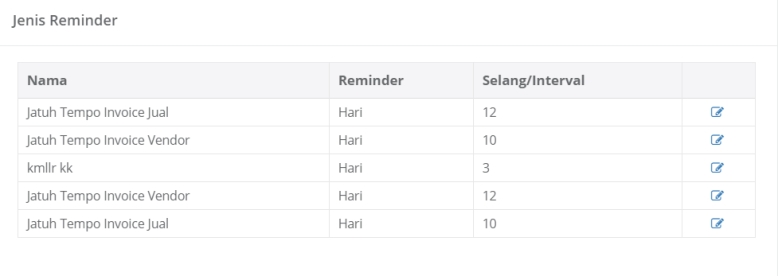 Jenis Reminder
Nama Reminder Selang/Interval
Jatuh Tempo Invoice Jual Hari 12
Jatuh Tempo Invoice Vendor Hari 10
kmllr kk Hari 3
Jatuh Tempo Invoice Vendor Hari 12
Jatuh Tempo Invoice Jual Hari 10